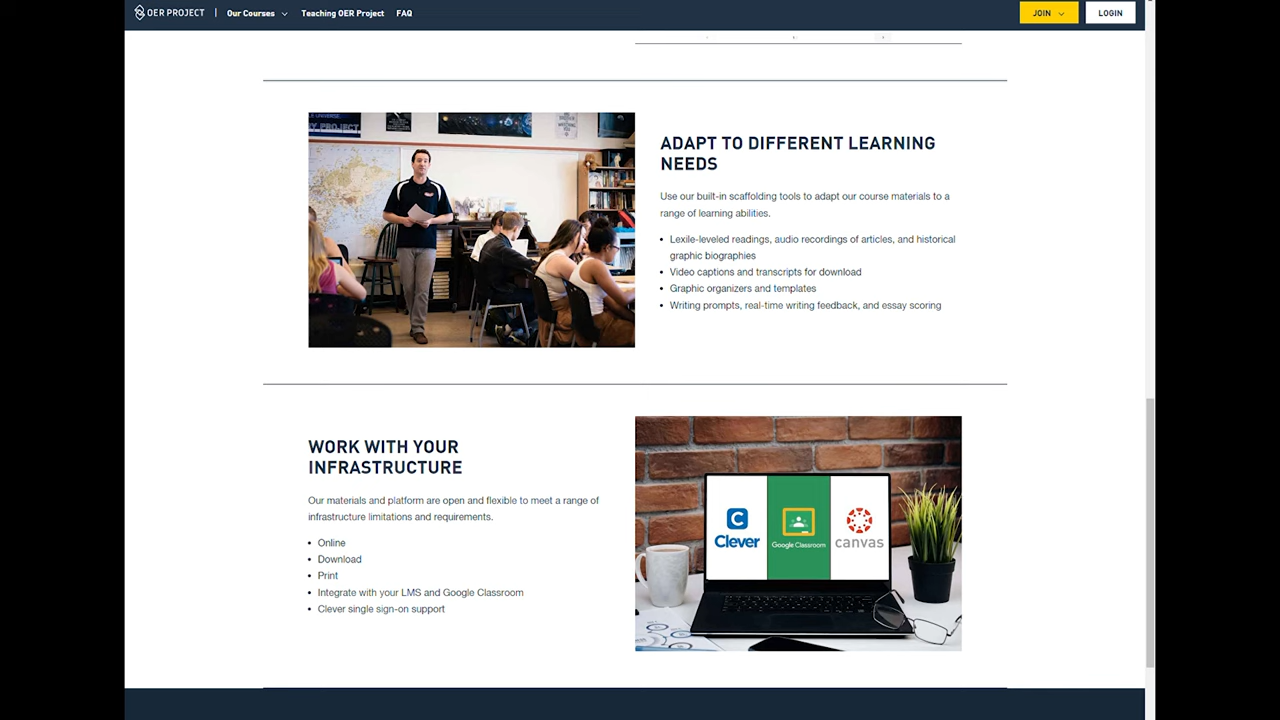 OER PROJECT
Our Courses
Teaching OER Project
FAQ
JOIN
LOGIN
ADAPT TO DIFFERENT LEARNING
NEEDS
Use our built-in scaffolding tools to adapt our course materials to a
range of learning abilities.
• Lexile-leveled readings, audio recordings of articles, and historical
graphic biographies
• Video captions and transcripts for download
• Graphic organizers and templates
• Writing prompts, real-time writing feedback, and essay scoring
WORK WITH YOUR
INFRASTRUCTURE
Our materials and platform are open and flexible to meet a range of
infrastructure limitations and requirements.
• Online
• Download
• Print
• Integrate with your LMS and Google Classroom
• Clever single sign-on support
C
Clever
Google Classroom
canvas